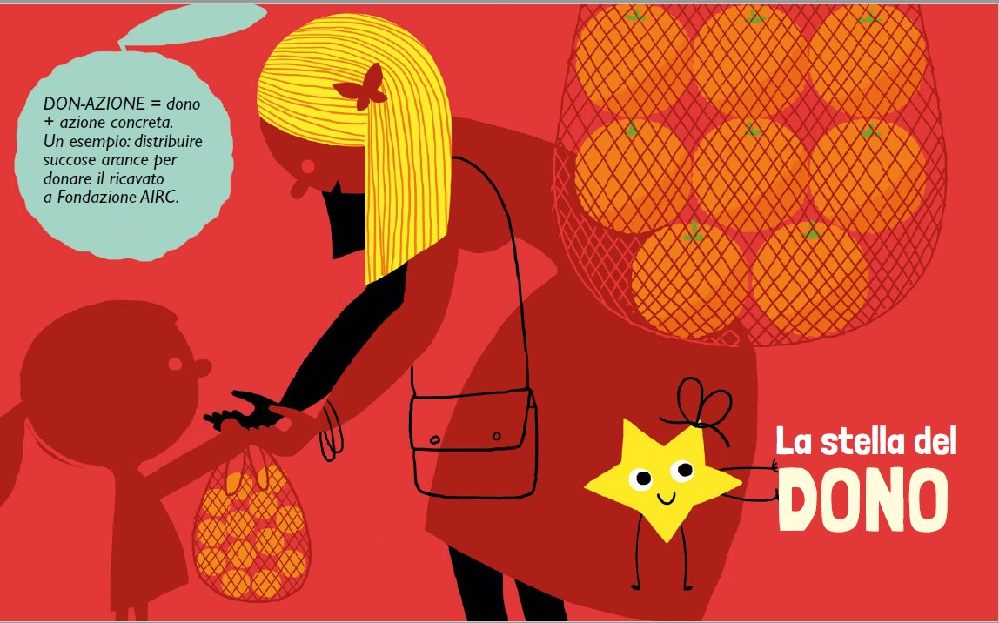 DON-AZIONE = dono
+ azione concreta.
Un esempio: distribuire
succose arance per
donare il ricavato
a Fondazione AIRC.
La stella del
DONO